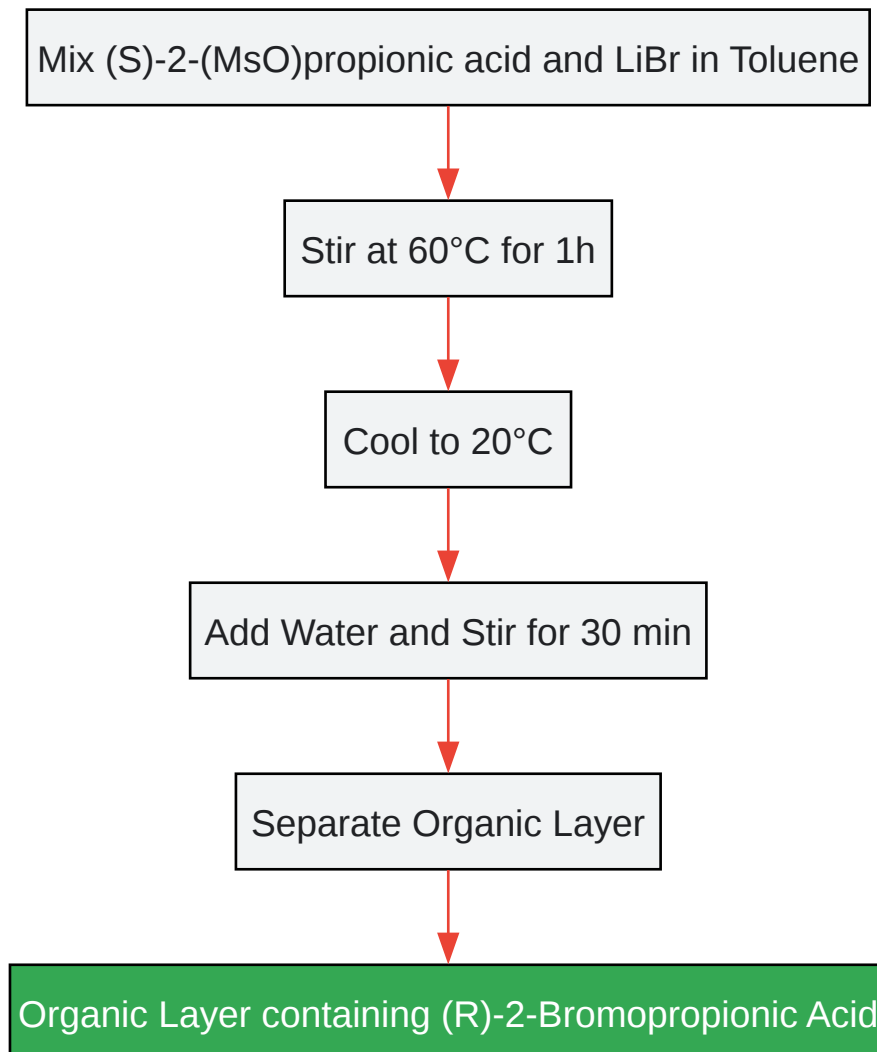 Mix (S)-2-(MsO)propionic acid and LiBr in Toluene
Stir at 60°C for 1h
Cool to 20°C
Add Water and Stir for 30 min
Separate Organic Layer
Organic Layer containing (R)-2-Bromopropionic Acid